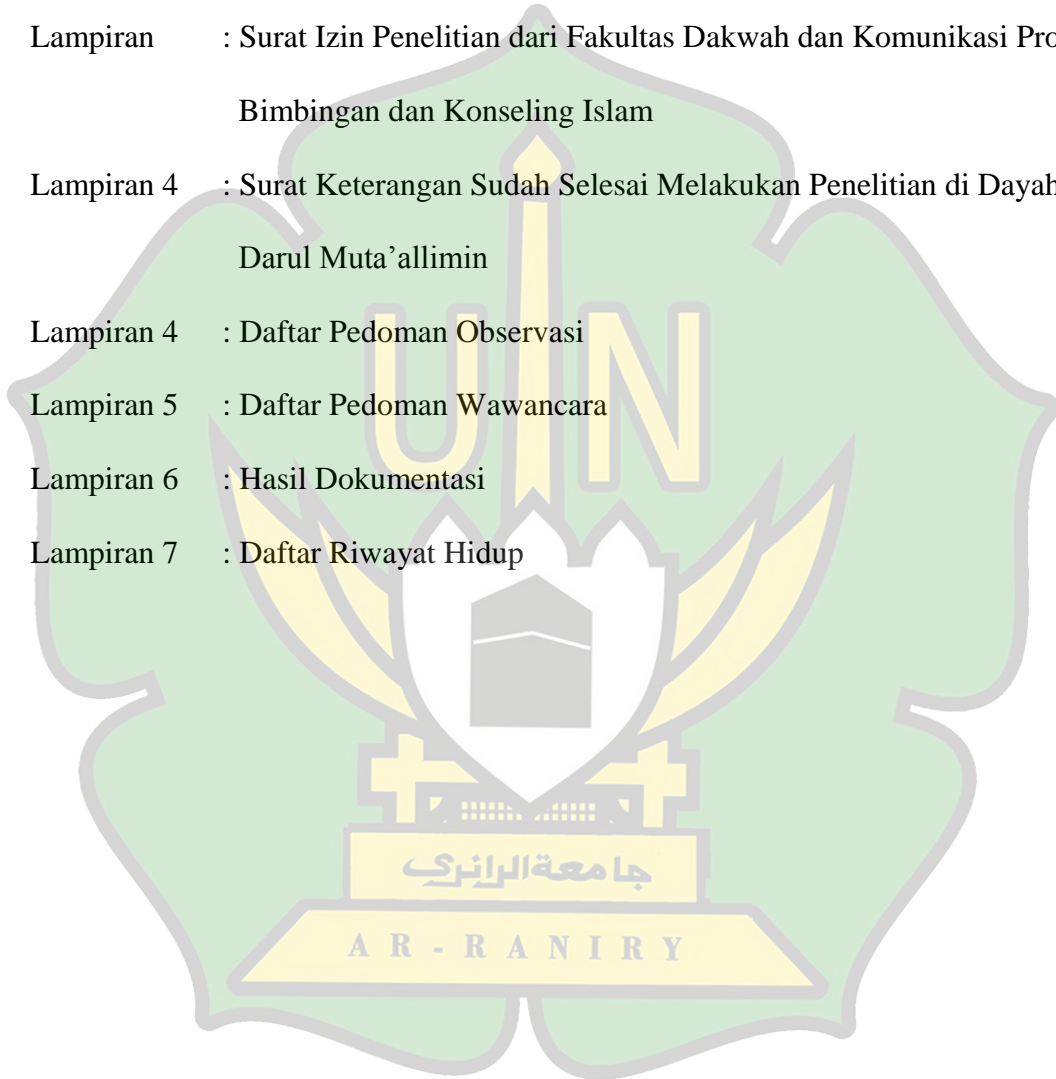 Lampiran : Surat Izin Penelitian dari Fakultas Dakwah dan Komunikasi Pro
Bimbingan dan Konseling Islam
Lampiran 4 : Surat Keterangan Sudah Selesai Melakukan Penelitian di Dayah
Darul Muta’allimin
Lampiran 4 : Daftar Pedoman Observasi
Lampiran 5 : Daftar Pedoman Wawancara
Lampiran 6 : Hasil Dokumentasi
Lampiran 7 : Daftar Riwayat Hidup
UIN
جامعةالرانري
AR-RANIRY